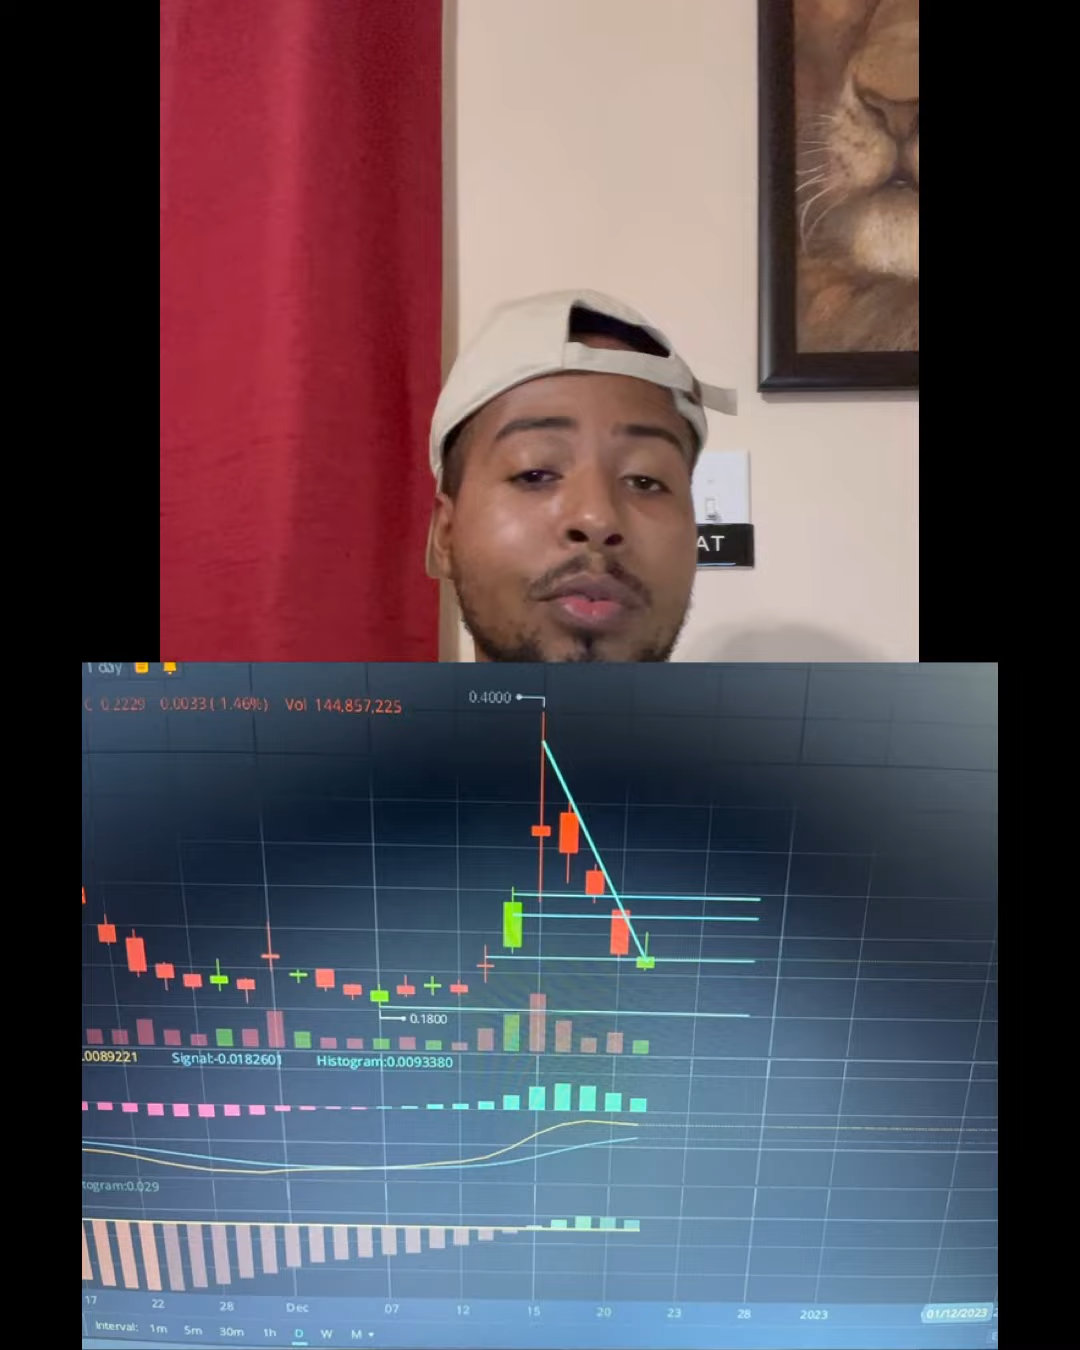 AT
1 day
C 0.2229 0.0033 (-1.46%) Vol 144,857,225
0.4000
0.1800
.0089221 Signal:-0.0182601 Histogram:0.0093380
togram:0.029
17 22 28 Dec 07 12 15 20 23 28 2023 01/12/2023
Interval: 1m 5m 30m 1h D W M